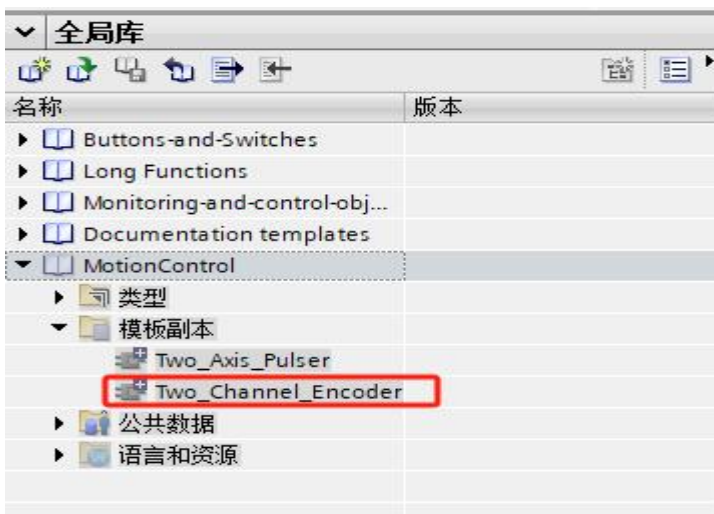 全局库
名称 版本
Buttons-and-Switches
Long Functions
Monitoring-and-control-obj...
Documentation templates
MotionControl
类型
模板副本
Two_Axis_Pulser
Two_Channel_Encoder
公共数据
语言和资源